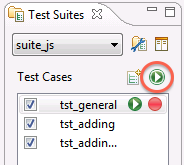 Test Suites
suite_js
Test Cases
tst_general
tst_adding
tst_addin...